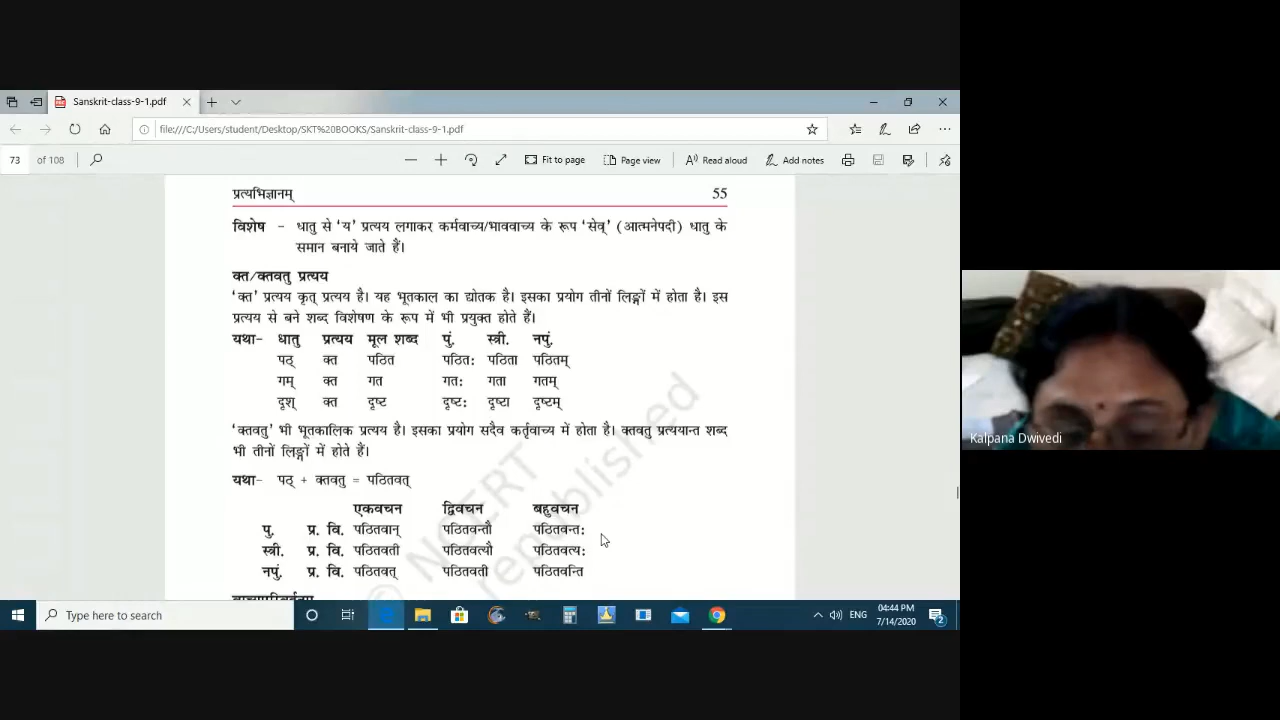 Sanskrit-class-9-1.pdf
file:///C:/Users/student/Desktop/SKT%20BOOKS/Sanskrit-class-9-1.pdf
73 of 108 Fit to page Page view Read aloud Add notes
प्रत्यभिज्ञानम् 55
विशेष - धातु से ‘य’ प्रत्यय लगाकर कर्मवाच्य/भाववाच्य के रूप ‘सेव्’ (आत्मनेपदी) धातु के
समान बनाये जाते हैं।
क्त/क्तवतु प्रत्यय
‘क्त’ प्रत्यय कृत् प्रत्यय है। यह भूतकाल का द्योतक है। इसका प्रयोग तीनों लिङ्गों में होता है। इस
प्रत्यय से बने शब्द विशेषण के रूप में भी प्रयुक्त होते हैं।
यथा- धातु प्रत्यय मूल शब्द पुं. स्त्री. नपुं.
पठ् क्त पठित पठित: पठिता पठितम्
गम् क्त गत गत: गता गतम्
दृश् क्त दृष्ट दृष्ट: दृष्टा दृष्टम्
‘क्तवतु’ भी भूतकालिक प्रत्यय है। इसका प्रयोग सदैव कर्तृवाच्य में होता है। क्तवतु प्रत्ययान्त शब्द
भी तीनों लिङ्गों में होते हैं।
यथा- पठ् + क्तवतु = पठितवत्
एकवचन द्विवचन बहुवचन
पु. प्र. वि. पठितवान् पठितवन्तौ पठितवन्त:
स्त्री. प्र. वि. पठितवती पठितवत्यौ पठितवत्य:
नपुं. प्र. वि. पठितवत् पठितवती पठितवन्ति
© NCERT
republished
Kalpana Dwivedi
Type here to search
ENG
04:44 PM
7/14/2020
2